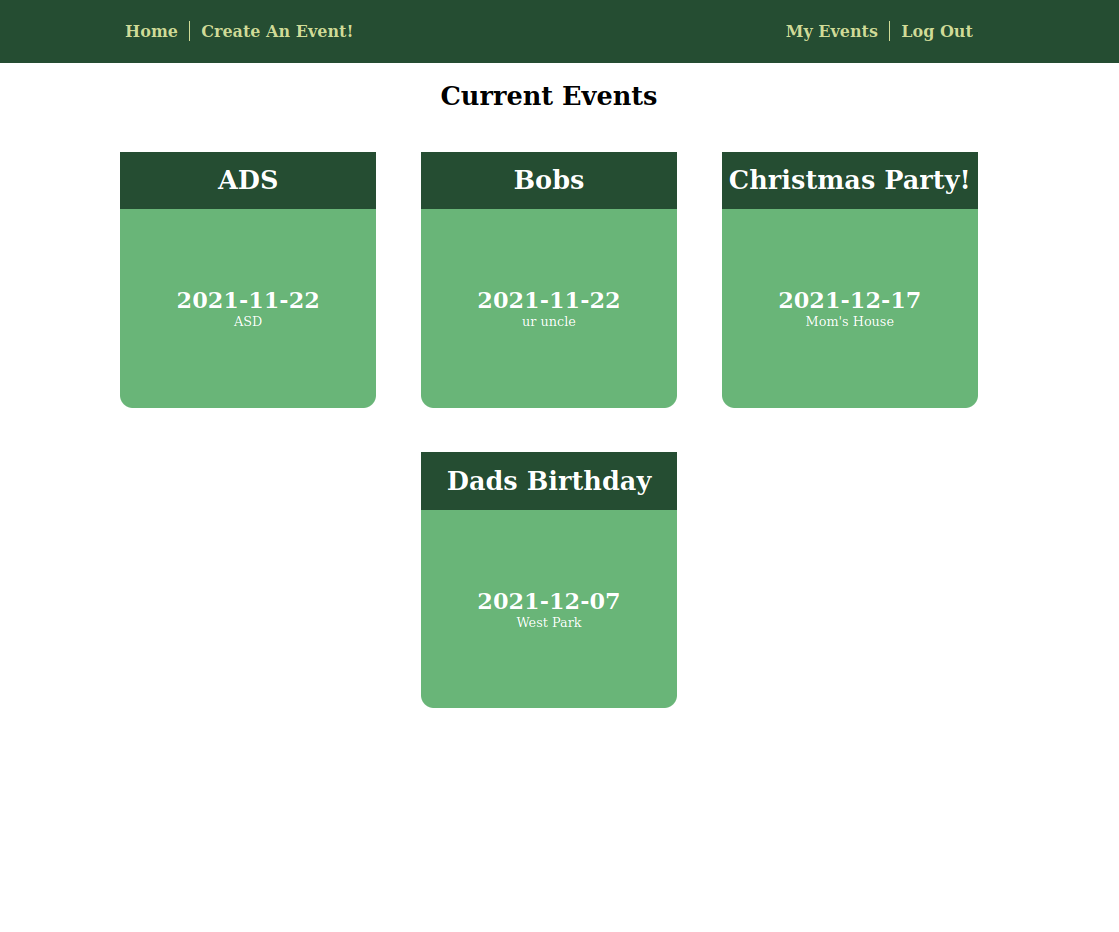 Home Create An Event! My Events Log Out
Current Events
ADS
2021-11-22
ASD
Bobs
2021-11-22
ur uncle
Christmas Party!
2021-12-17
Mom's House
Dads Birthday
2021-12-07
West Park